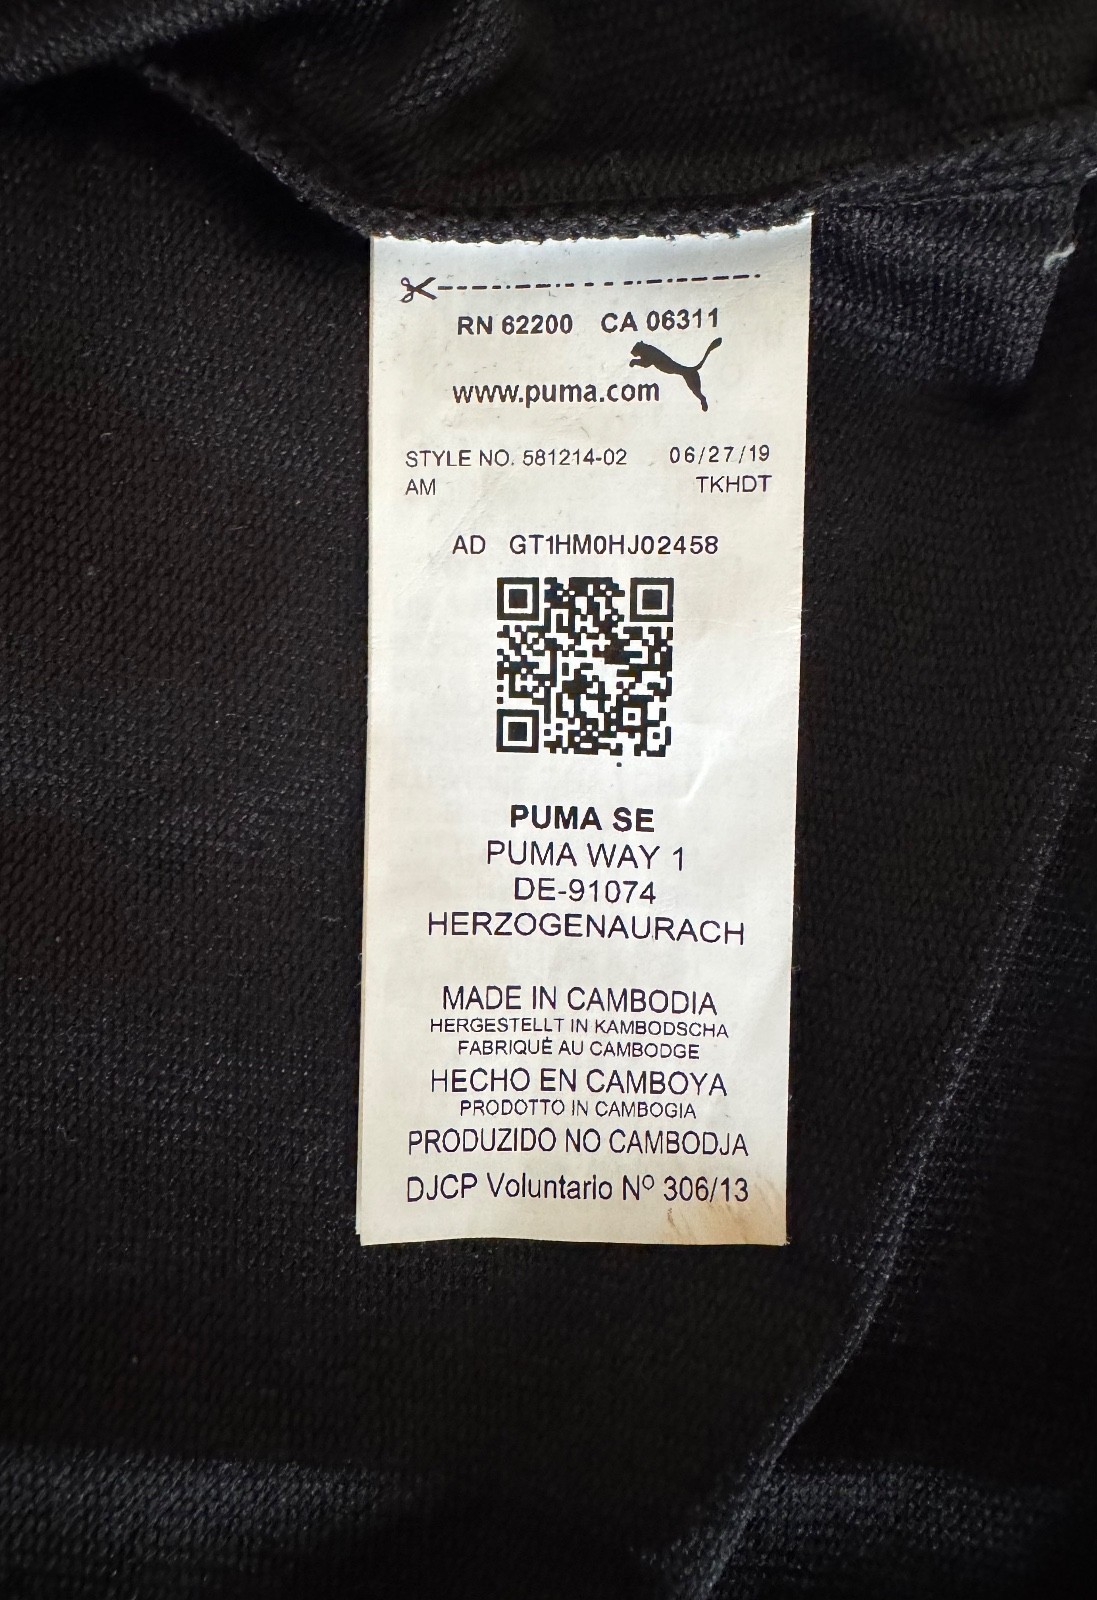 RN 62200 CA 06311
www.puma.com
STYLE NO. 581214-02 06/27/19
AM TKHDT
AD GT1HM0HJ02458
PUMA SE
PUMA WAY 1
DE-91074
HERZOGENAURACH
MADE IN CAMBODIA
HERGESTELLT IN KAMBODSCHA
FABRIQUÉ AU CAMBODGE
HECHO EN CAMBOYA
PRODOTTO IN CAMBOGIA
PRODUZIDO NO CAMBODJA
DJCP Voluntario Nº 306/13